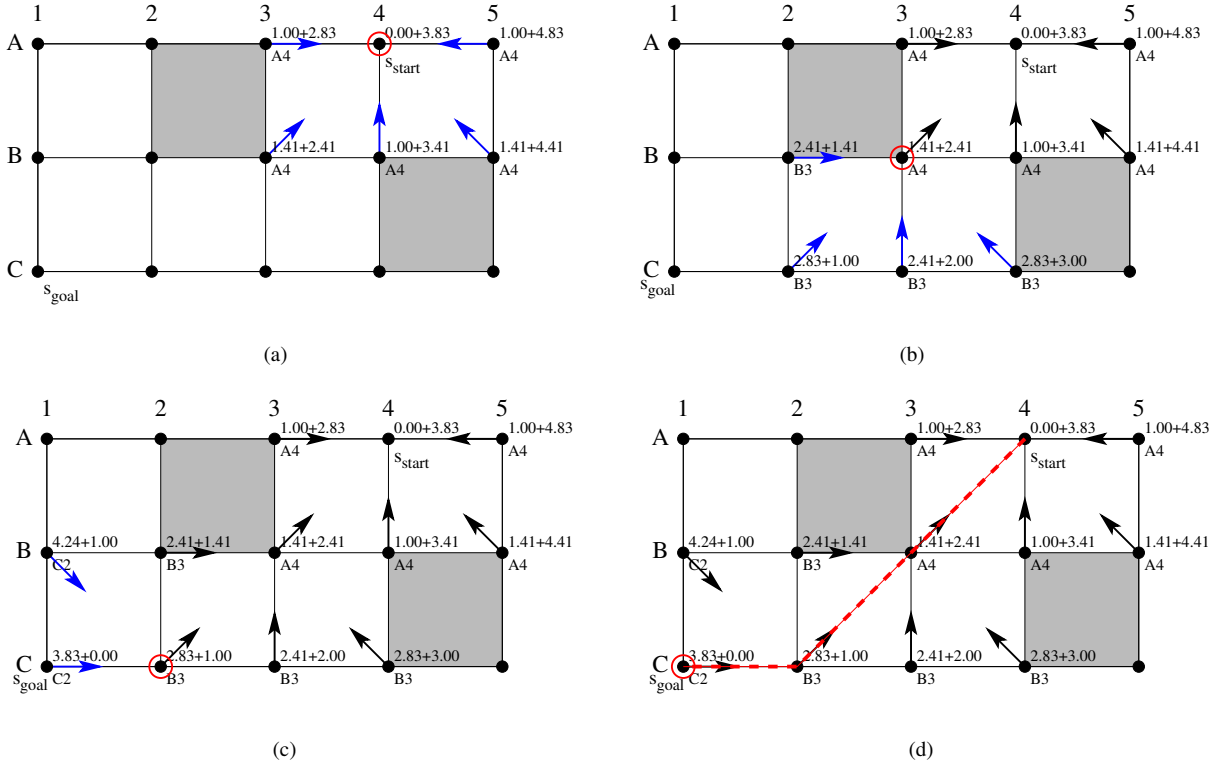 1 2 3 4 5
A 1.00+2.83 0.00+3.83 1.00+4.83
A4 s_start A4
B 1.41+2.41 1.00+3.41 1.41+4.41
A4 A4 A4
C
s_goal
(a)
1 2 3 4 5
A 1.00+2.83 0.00+3.83 1.00+4.83
A4 s_start A4
B 2.41+1.41 1.41+2.41 1.00+3.41 1.41+4.41
B3 A4 A4 A4
C 2.83+1.00 2.41+2.00 2.83+3.00
s_goal B3 B3 B3
(b)
1 2 3 4 5
A 1.00+2.83 0.00+3.83 1.00+4.83
A4 s_start A4
B 4.24+1.00 2.41+1.41 1.41+2.41 1.00+3.41 1.41+4.41
C2 B3 A4 A4 A4
C 3.83+0.00 2.83+1.00 2.41+2.00 2.83+3.00
s_goal C2 B3 B3 B3
(c)
1 2 3 4 5
A 1.00+2.83 0.00+3.83 1.00+4.83
A4 s_start A4
B 4.24+1.00 2.41+1.41 1.41+2.41 1.00+3.41 1.41+4.41
C2 B3 A4 A4 A4
C 3.83+0.00 2.83+1.00 2.41+2.00 2.83+3.00
s_goal C2 B3 B3 B3
(d)